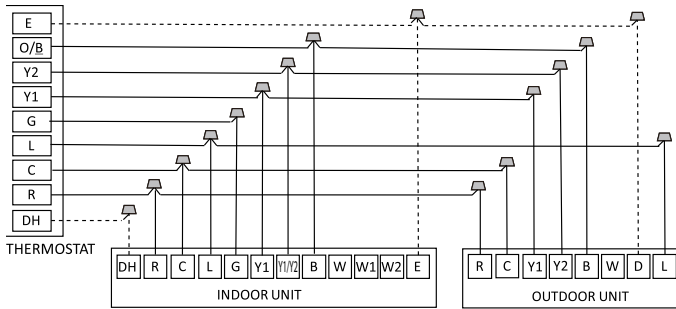 E
O/B
Y2
Y1
G
L
C
R
DH
THERMOSTAT
DH R C L G Y1 Y1/Y2 B W W1 W2 E
INDOOR UNIT
R C Y1 Y2 B W D L
OUTDOOR UNIT